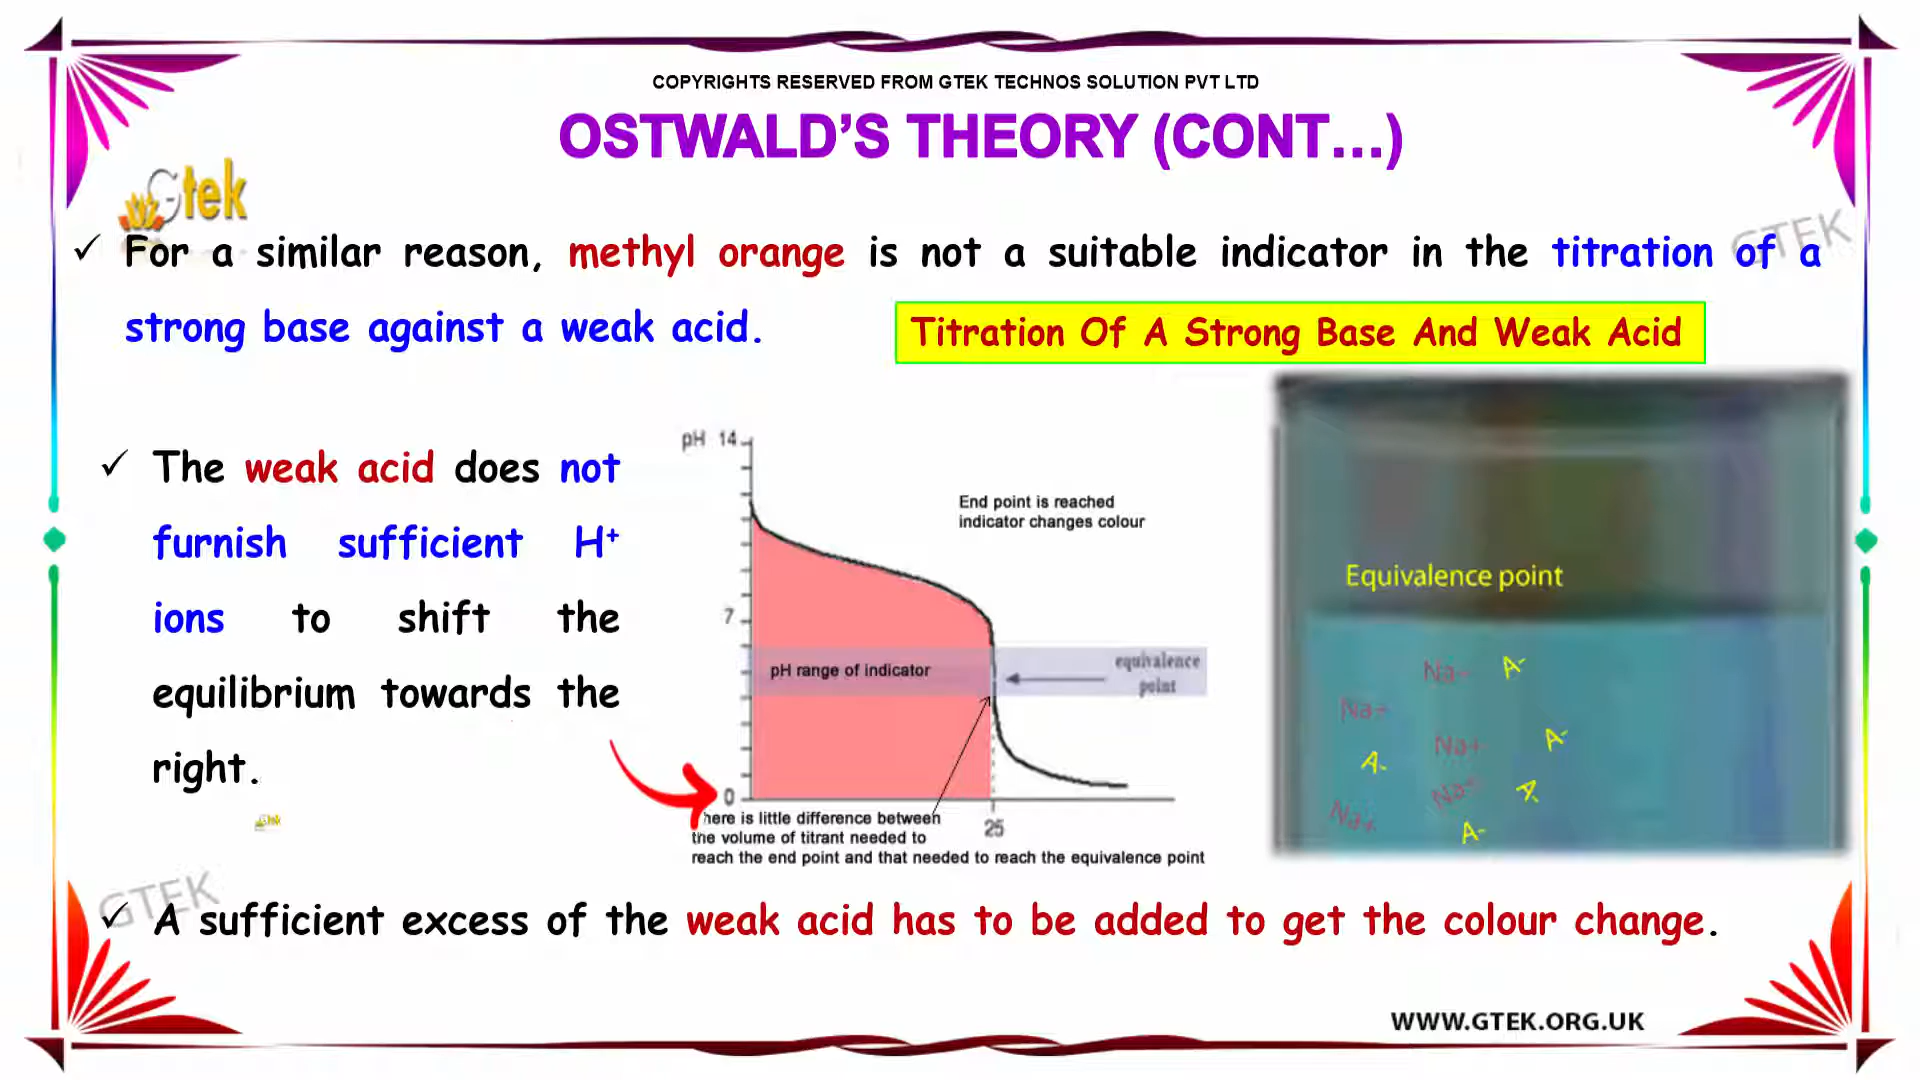 COPYRIGHTS RESERVED FROM GTEK TECHNOS SOLUTION PVT LTD
OSTWALD'S THEORY (CONT...)
Gtek
GTEK
✓ For a similar reason, methyl orange is not a suitable indicator in the titration of a
strong base against a weak acid.
Titration Of A Strong Base And Weak Acid
✓ The weak acid does not
furnish sufficient H⁺
ions to shift the
equilibrium towards the
right.
pH 14
7
0
25
End point is reached
indicator changes colour
pH range of indicator
equivalence
point
here is little difference between
the volume of titrant needed to
reach the end point and that needed to reach the equivalence point
Equivalence point
Na+ A-
Na+
Na+ A-
A-
Na+ A-
Na+ A-
GTEK
✓ A sufficient excess of the weak acid has to be added to get the colour change.
WWW.GTEK.ORG.UK